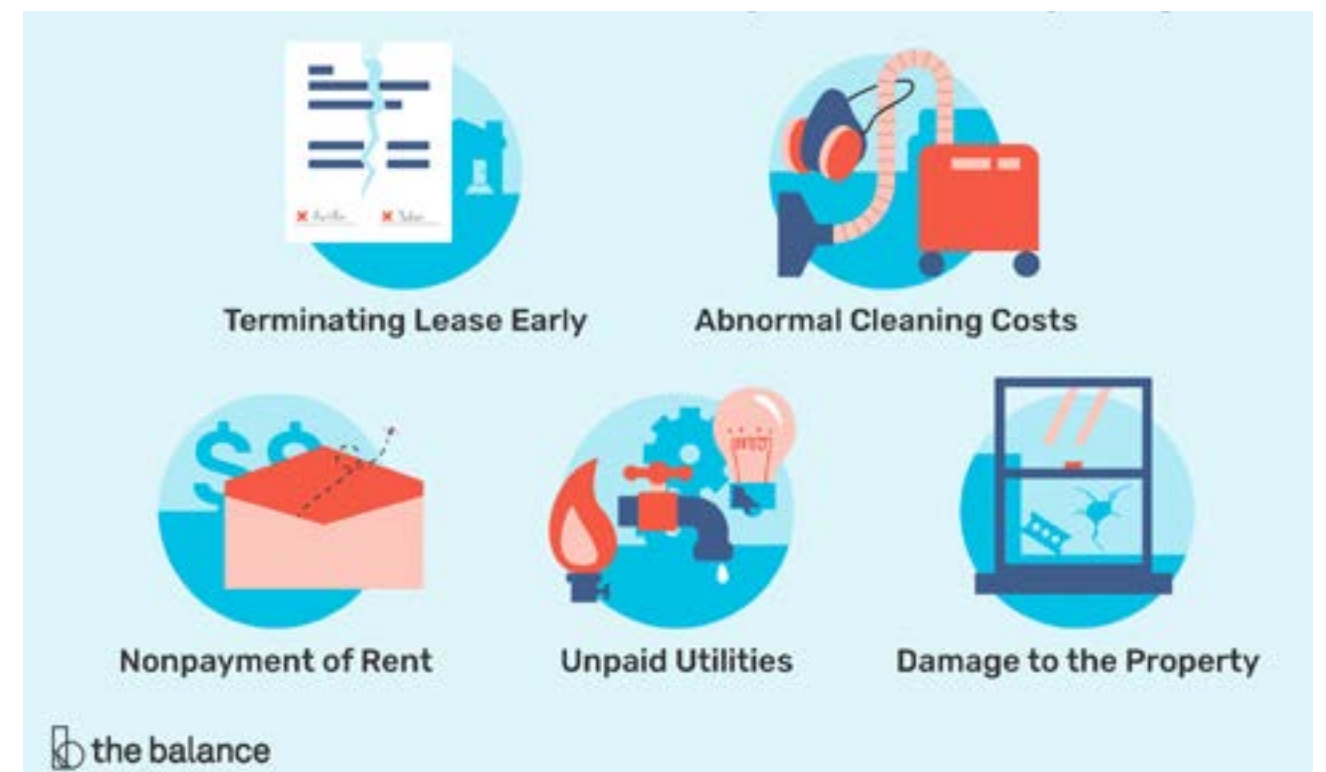 Terminating Lease Early
Abnormal Cleaning Costs
Nonpayment of Rent
Unpaid Utilities
Damage to the Property
the balance